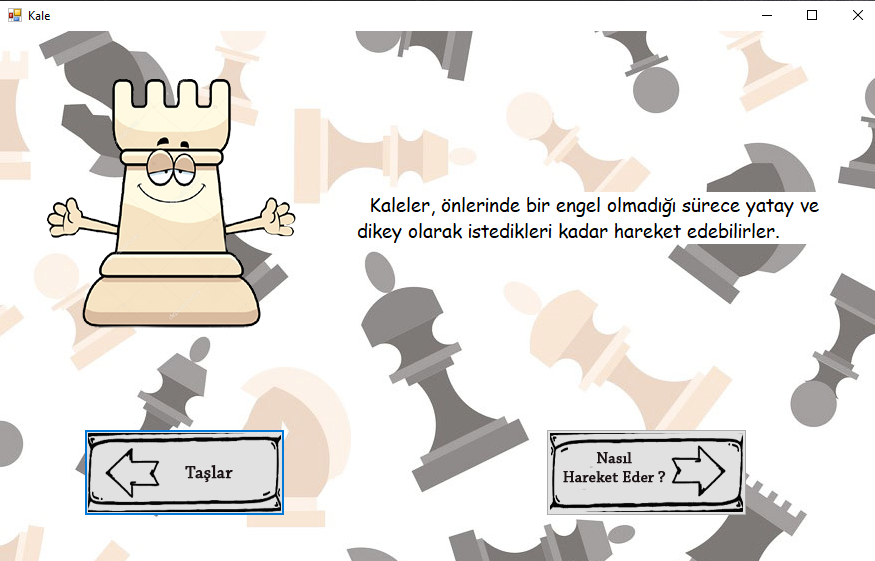 Kale
Kaleler, önlerinde bir engel olmadığı sürece yatay ve
dikey olarak istedikleri kadar hareket edebilirler.
Taşlar
Nasıl
Hareket Eder ?